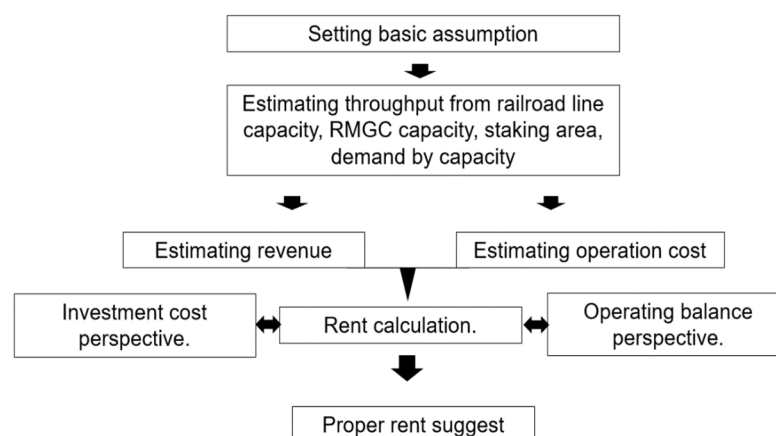 Setting basic assumption
Estimating throughput from railroad line
capacity, RMGC capacity, staking area,
demand by capacity
Estimating revenue
Estimating operation cost
Investment cost
perspective.
Rent calculation.
Operating balance
perspective.
Proper rent suggest